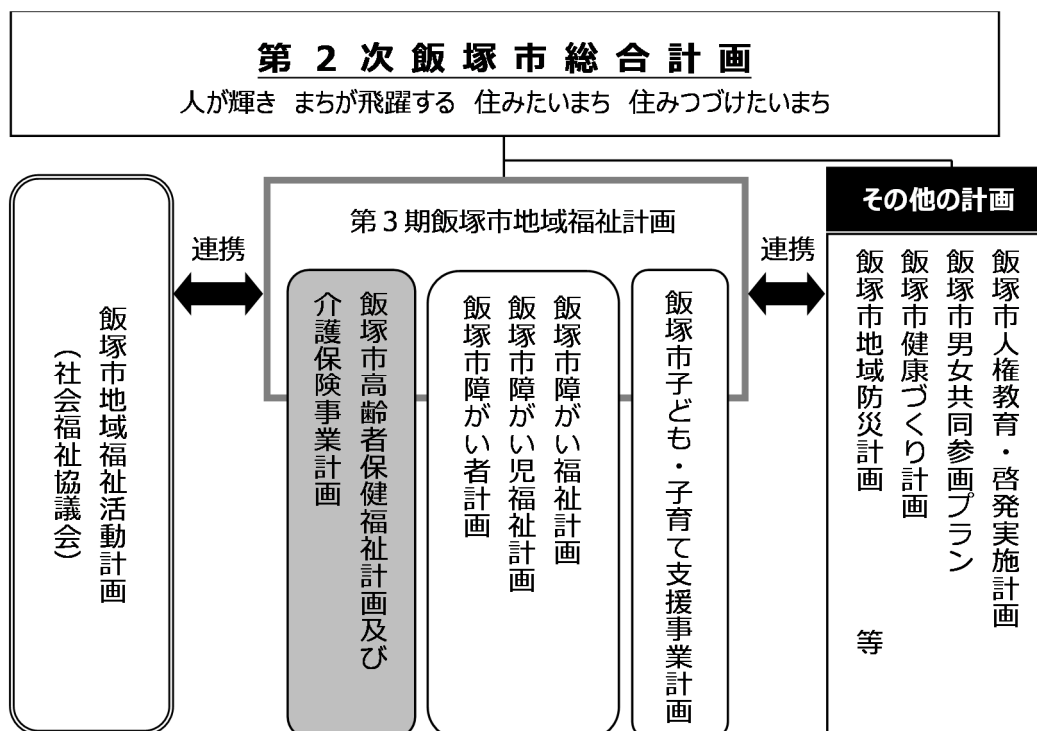 第２次飯塚市総合計画
人が輝き まちが飛躍する 住みたいまち 住みつづけたいまち
第３期飯塚市地域福祉計画
連携
連携
飯塚市地域福祉活動計画
（社会福祉協議会）
飯塚市高齢者保健福祉計画及び
介護保険事業計画
飯塚市障がい福祉計画
飯塚市障がい児福祉計画
飯塚市障がい者計画
飯塚市子ども・子育て支援事業計画
その他の計画
飯塚市人権教育・啓発実施計画
飯塚市男女共同参画プラン
飯塚市健康づくり計画
飯塚市地域防災計画 等